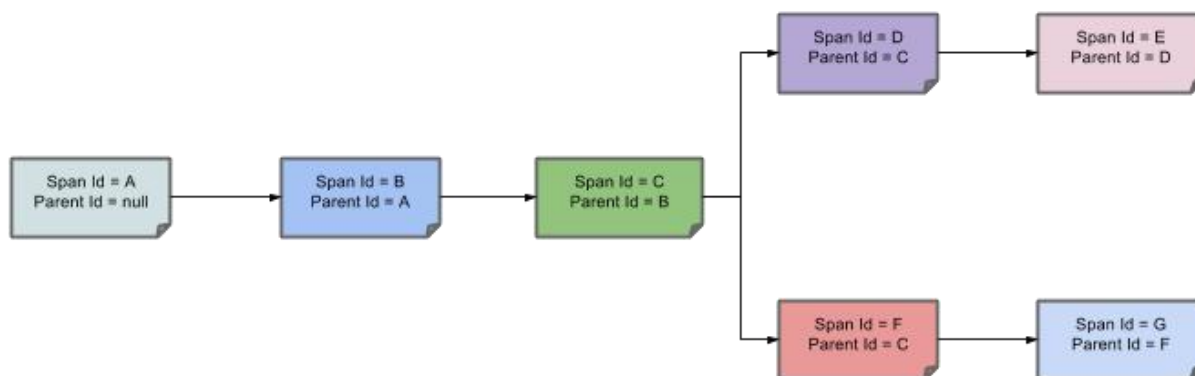 Span Id = D
Parent Id = C
Span Id = E
Parent Id = D
Span Id = A
Parent Id = null
Span Id = B
Parent Id = A
Span Id = C
Parent Id = B
Span Id = F
Parent Id = C
Span Id = G
Parent Id = F